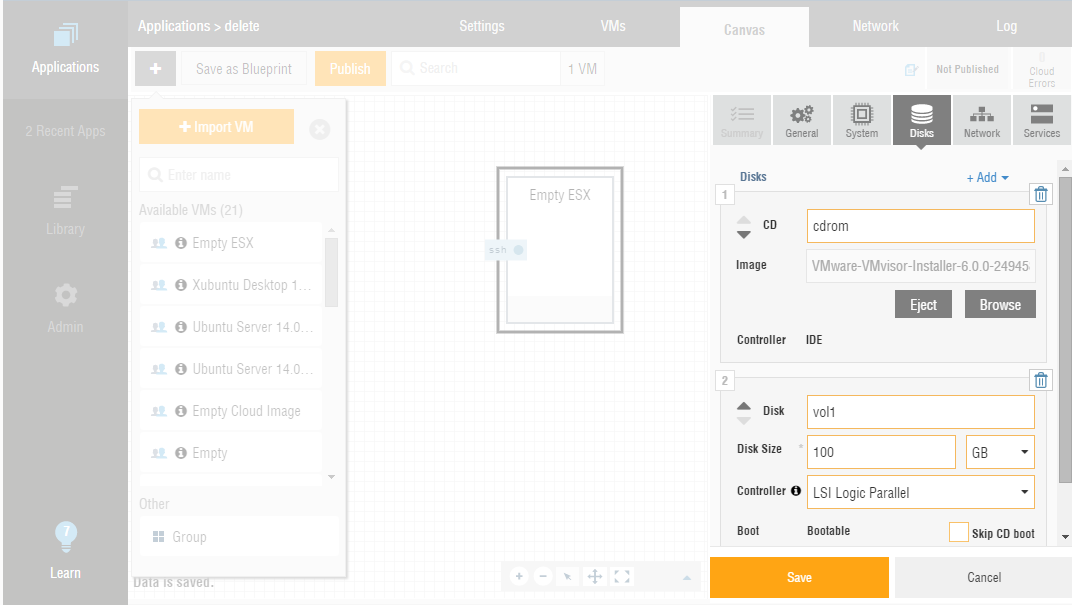 Applications > delete
Settings
VMs
Canvas
Network
Log
Applications
2 Recent Apps
Library
Admin
7
Learn
+
Save as Blueprint
Publish
Search
1 VM
Not Published
Cloud
Errors
+ Import VM
Enter name
Available VMs (21)
Empty ESX
Xubuntu Desktop 1...
Ubuntu Server 14.0...
Ubuntu Server 14.0...
Empty Cloud Image
Empty
Other
Group
Data is saved.
Empty ESX
ssh
Summary
General
System
Disks
Network
Services
Disks
+ Add
1
CD
cdrom
Image
VMware-VMvisor-Installer-6.0.0-24945
Eject
Browse
Controller
IDE
2
Disk
vol1
Disk Size *
100
GB
Controller
LSI Logic Parallel
Boot
Bootable
Skip CD boot
Save
Cancel